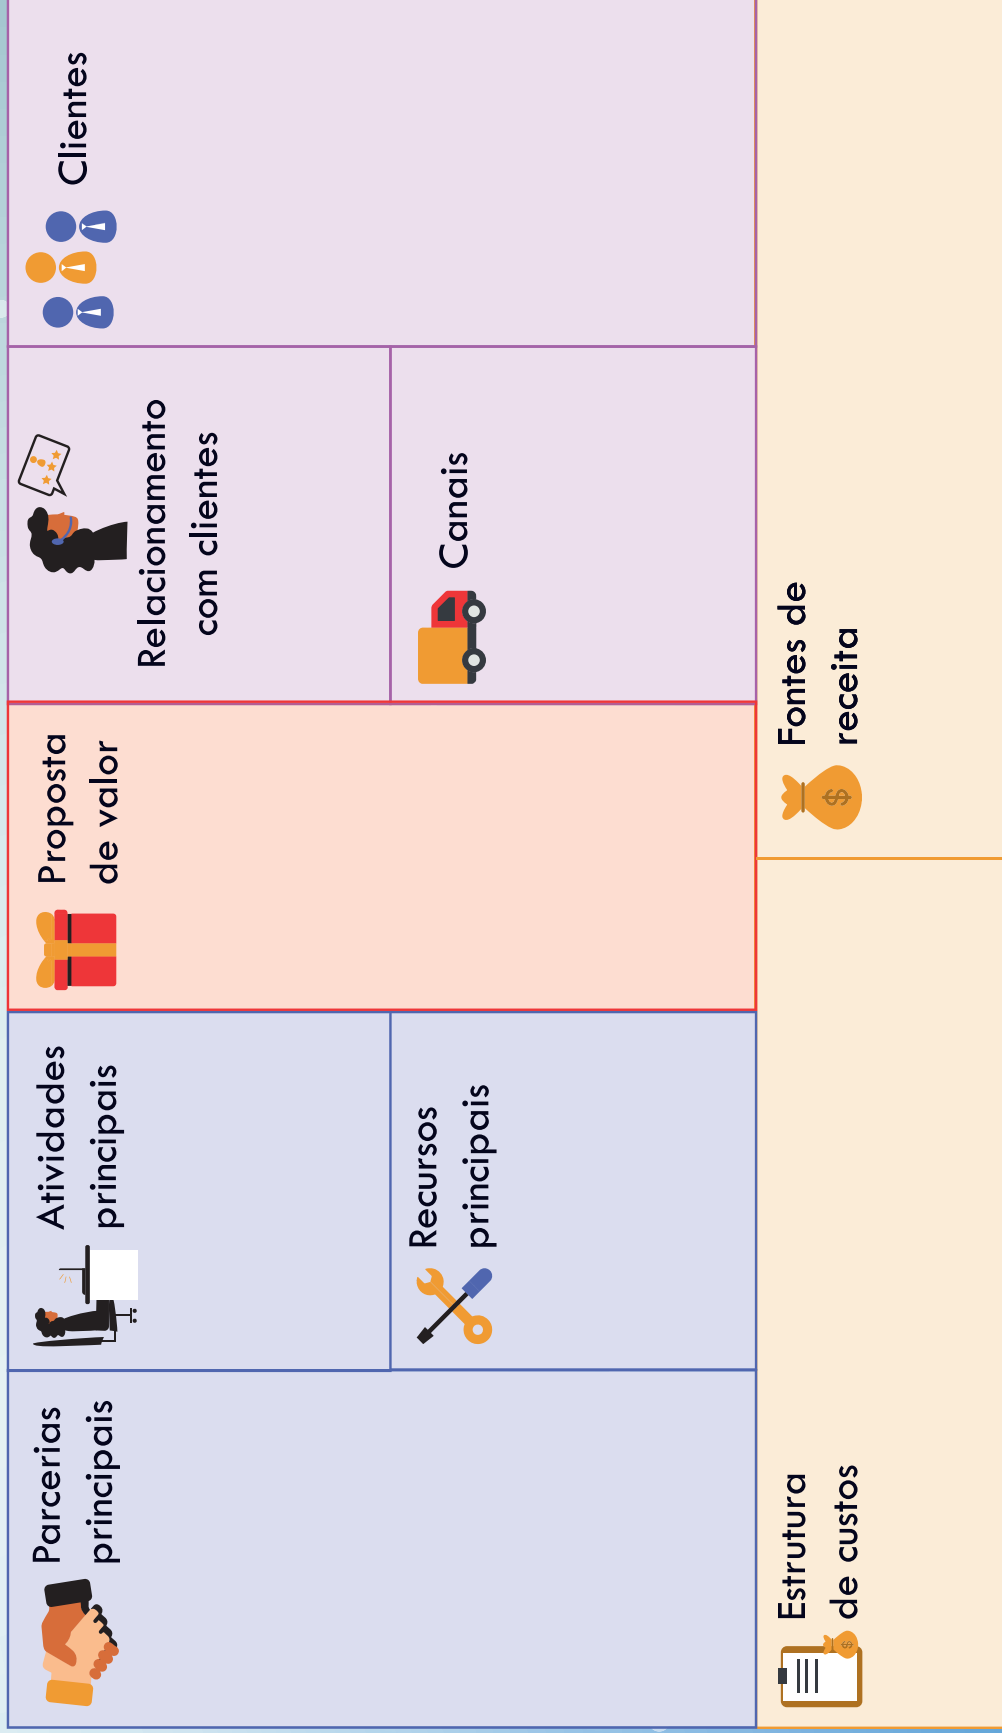 Parcerias
principais
Atividades
principais
Recursos
principais
Proposta
de valor
Relacionamento
com clientes
Canais
Clientes
Estrutura
de custos
$
Fontes de
receita
$